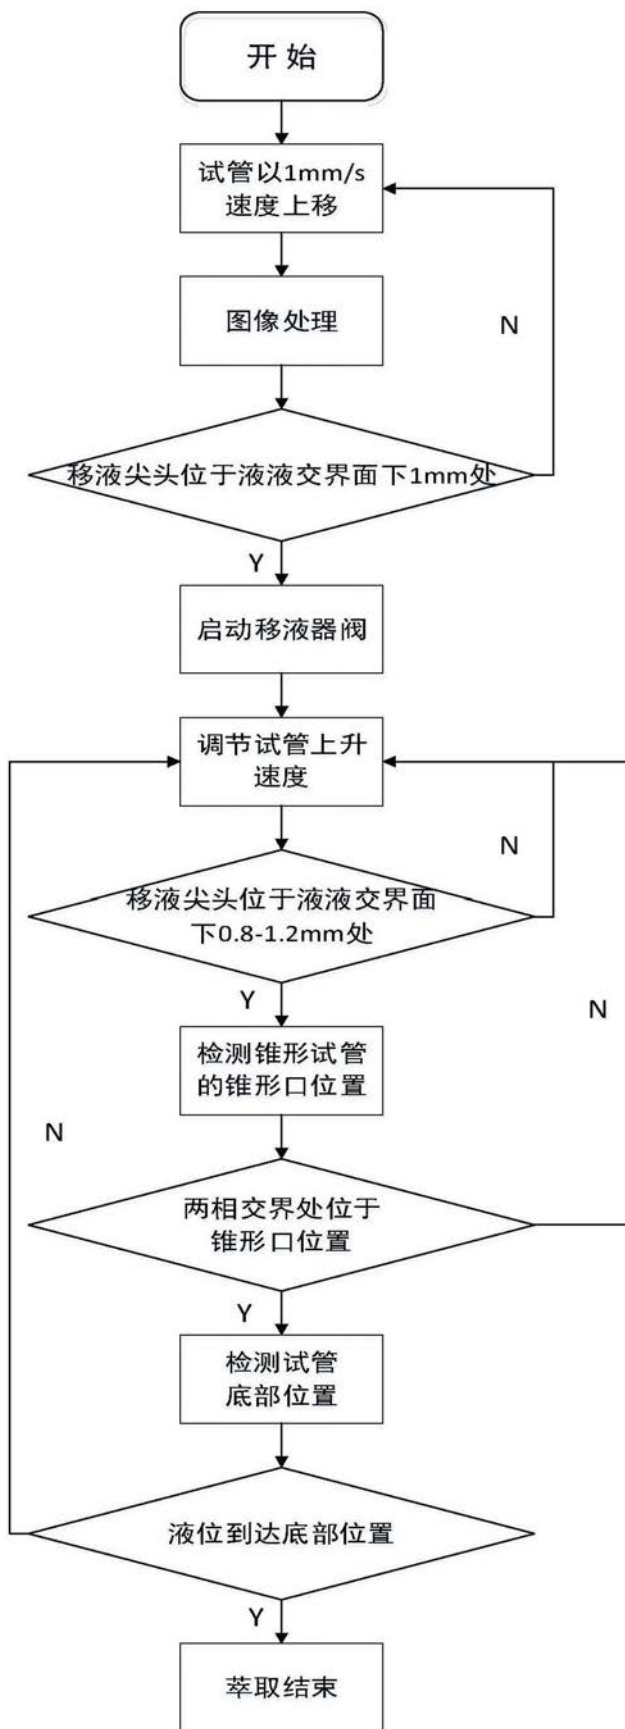 开始
试管以1mm/s
速度上移
图像处理
N
移液尖头位于液液交界面下1mm处
Y
启动移液器阀
调节试管上升
速度
N
移液尖头位于液液交界面
下0.8-1.2mm处
Y
N
检测锥形试管
的锥形口位置
N
两相交界处位于
锥形口位置
Y
检测试管
底部位置
液位到达底部位置
Y
萃取结束